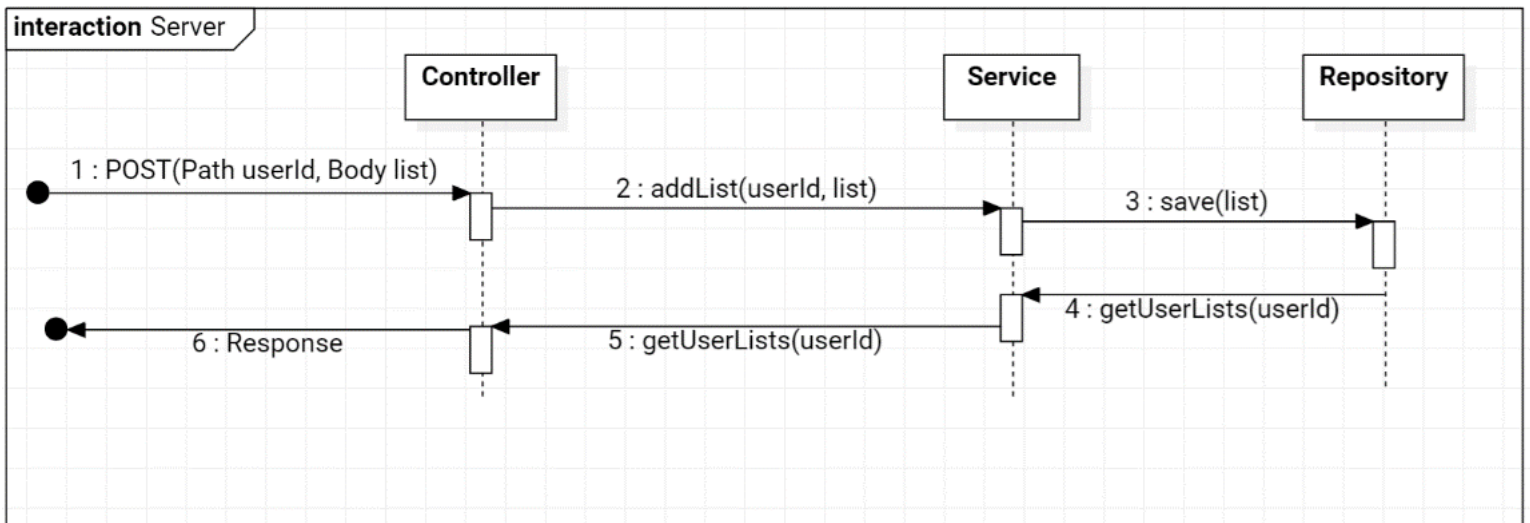 interaction Server
Controller
Service
Repository
1 : POST(Path userId, Body list)
2 : addList(userId, list)
3 : save(list)
4 : getUserLists(userId)
5 : getUserLists(userId)
6 : Response